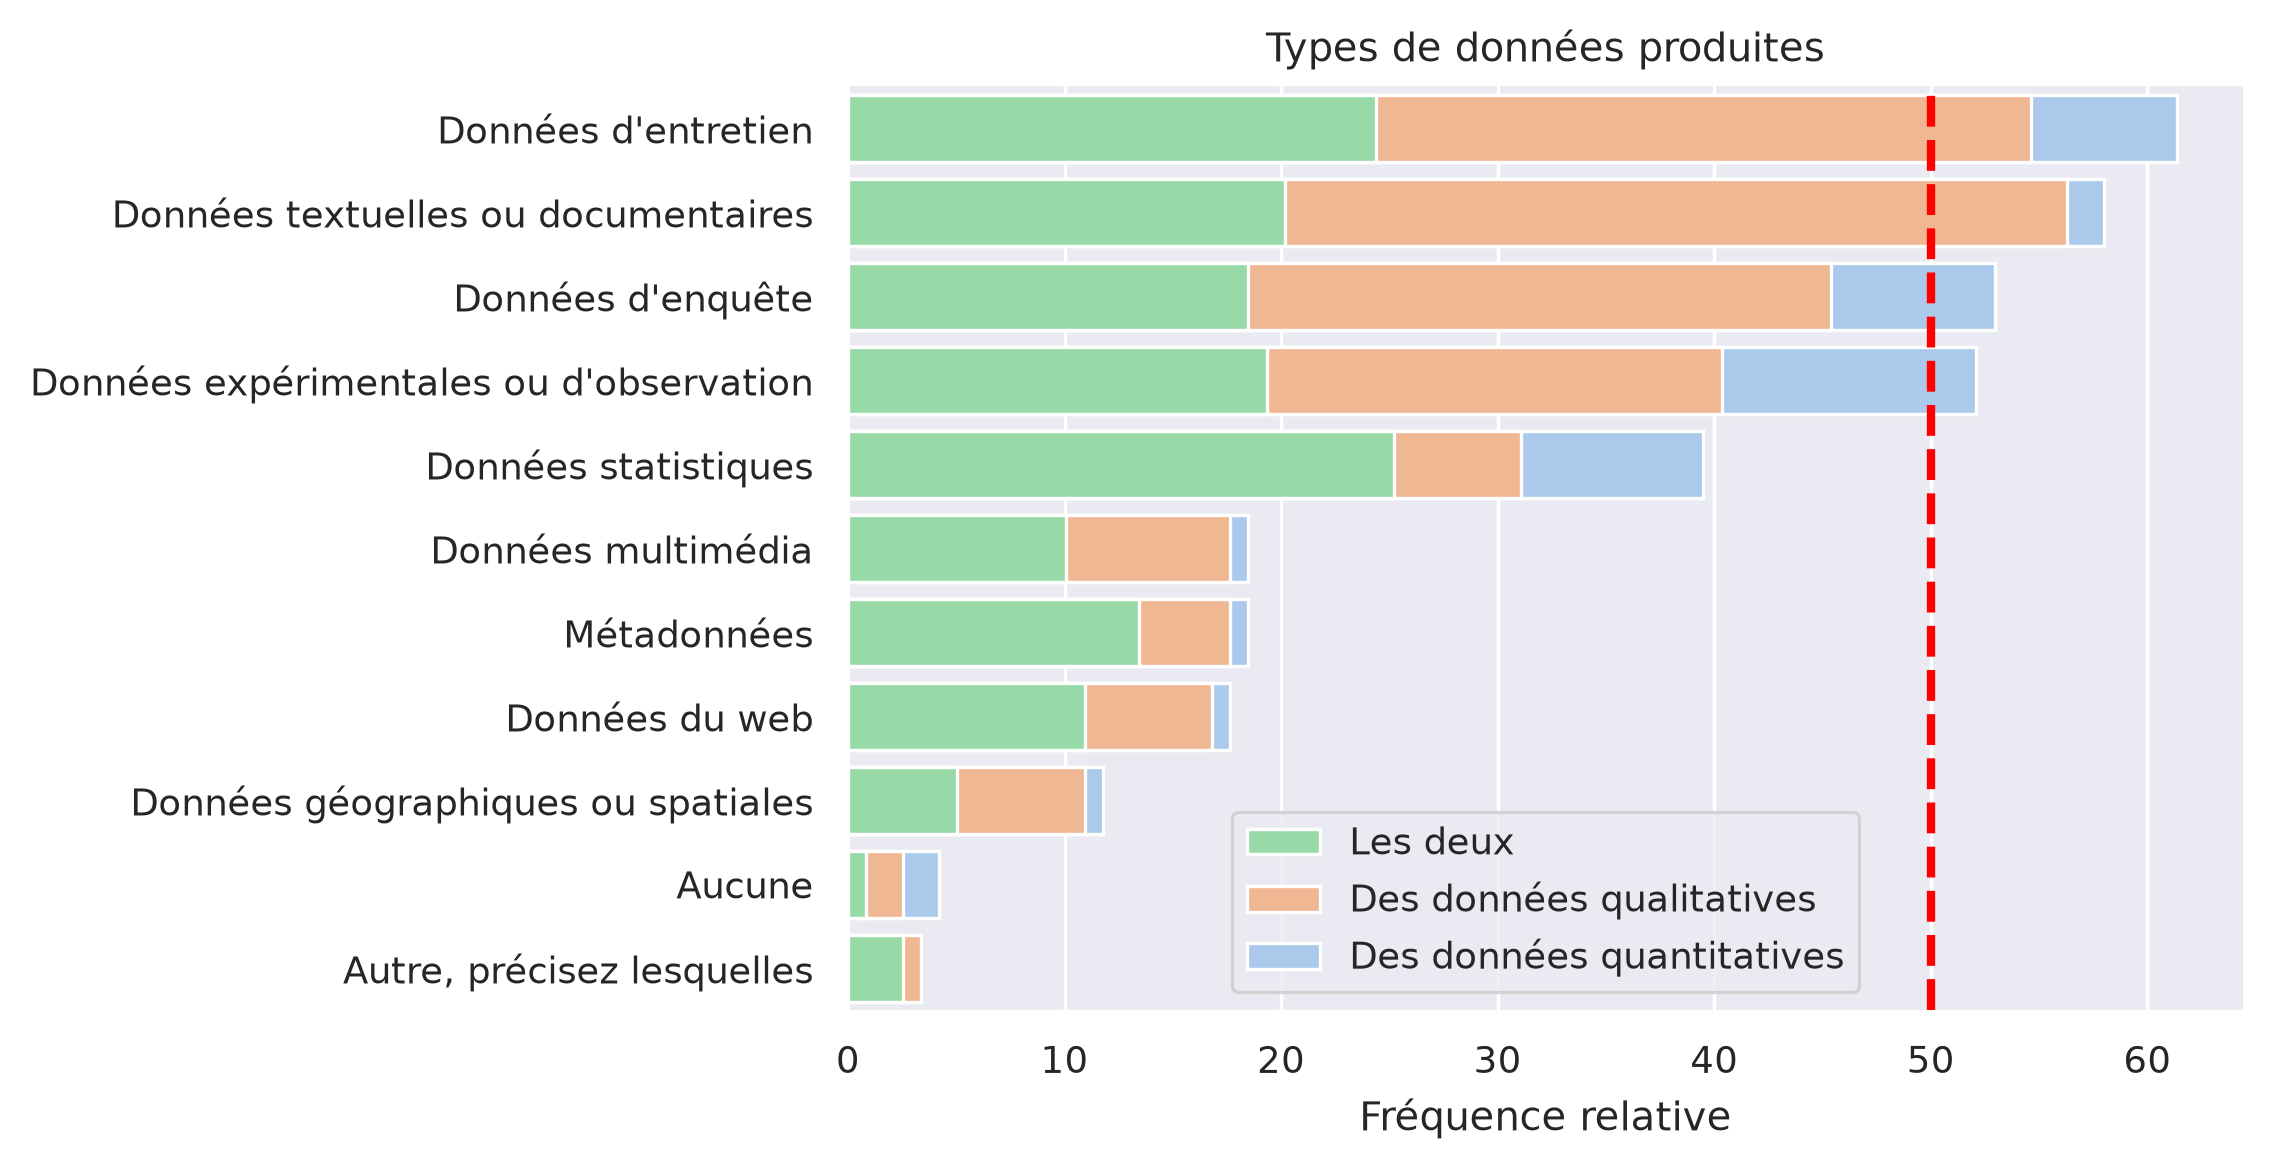 Types de données produites
Données d'entretien
Données textuelles ou documentaires
Données d'enquête
Données expérimentales ou d'observation
Données statistiques
Données multimédia
Métadonnées
Données du web
Données géographiques ou spatiales
Aucune
Autre, précisez lesquelles
Les deux
Des données qualitatives
Des données quantitatives
0 10 20 30 40 50 60
Fréquence relative